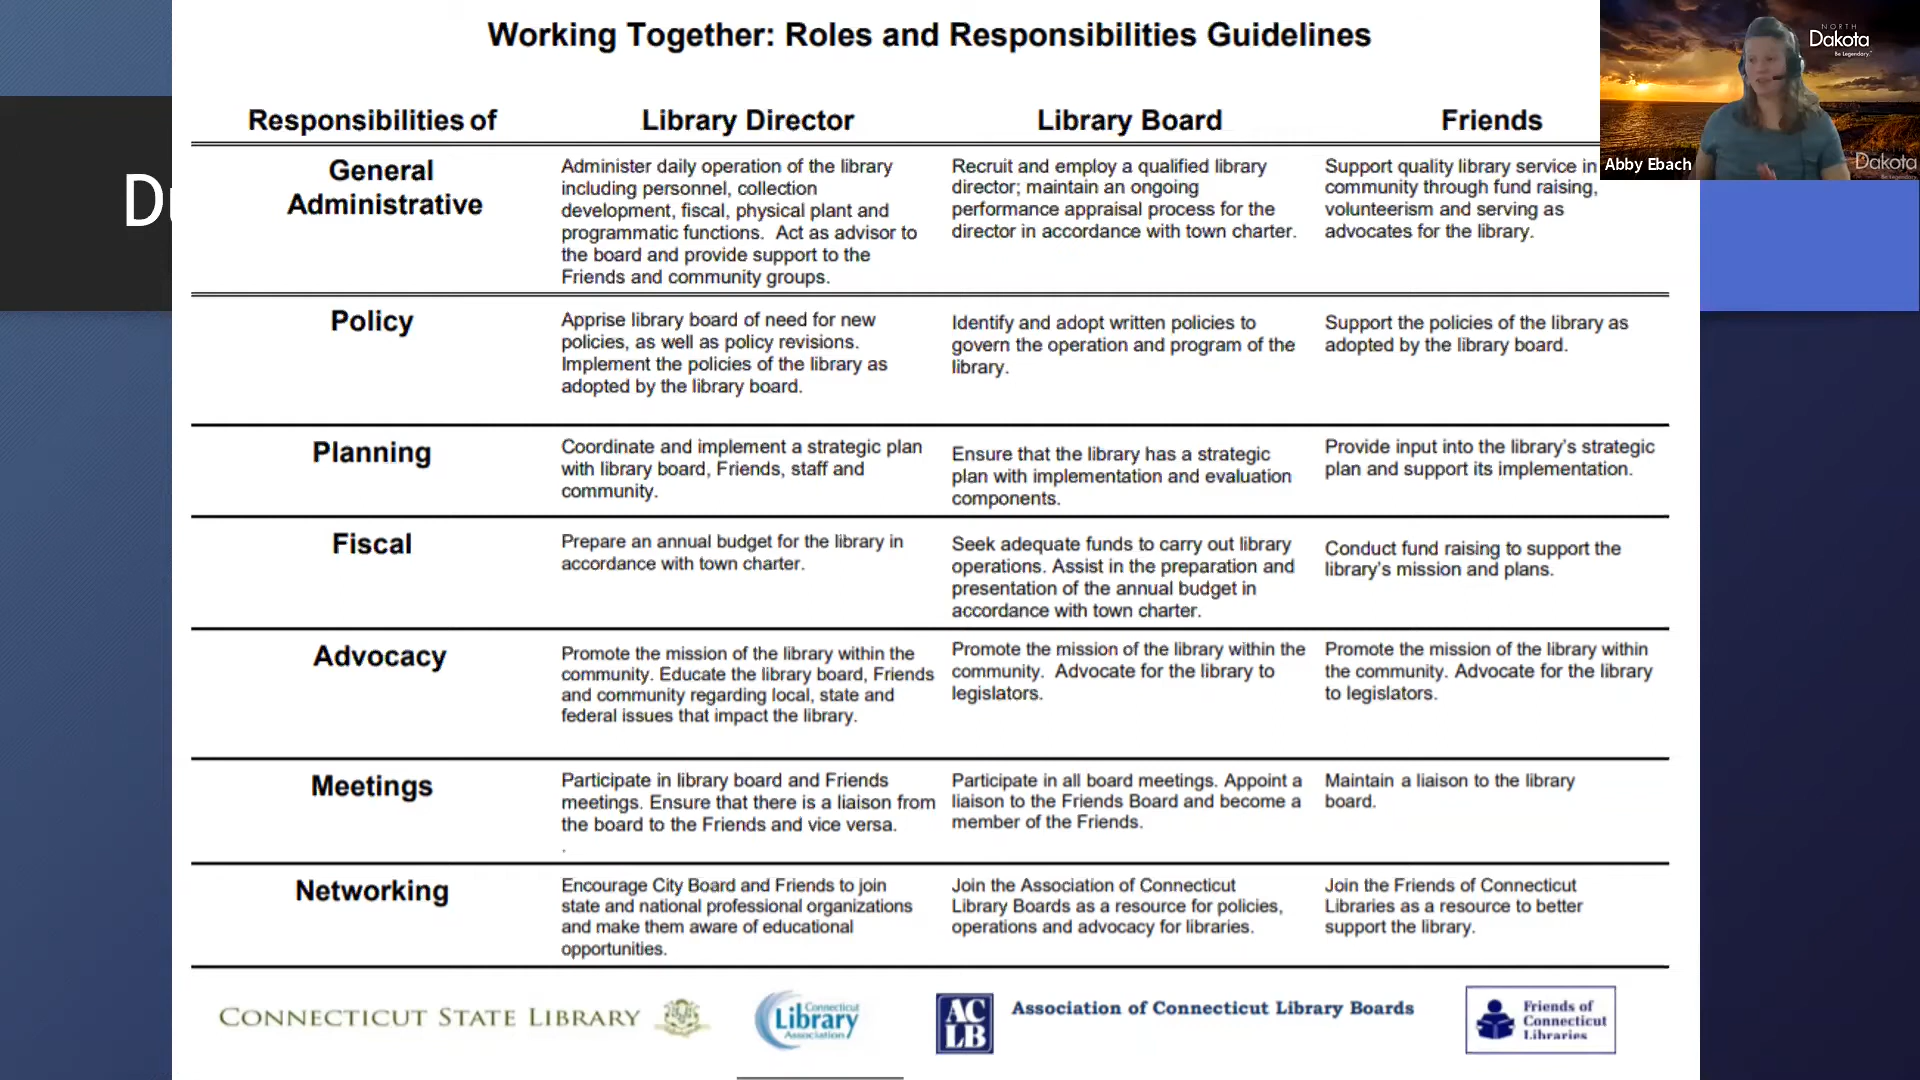 Working Together: Roles and Responsibilities Guidelines
NORTH
Dakota
Be Legendary.™
Abby Ebach
Dakota
Be Legendary.
Responsibilities of
Library Director
Library Board
Friends
General
Administrative
Administer daily operation of the library
including personnel, collection
development, fiscal, physical plant and
programmatic functions. Act as advisor to
the board and provide support to the
Friends and community groups.
Recruit and employ a qualified library
director; maintain an ongoing
performance appraisal process for the
director in accordance with town charter.
Support quality library service in
community through fund raising,
volunteerism and serving as
advocates for the library.
Policy
Apprise library board of need for new
policies, as well as policy revisions.
Implement the policies of the library as
adopted by the library board.
Identify and adopt written policies to
govern the operation and program of the
library.
Support the policies of the library as
adopted by the library board.
Planning
Coordinate and implement a strategic plan
with library board, Friends, staff and
community.
Ensure that the library has a strategic
plan with implementation and evaluation
components.
Provide input into the library's strategic
plan and support its implementation.
Fiscal
Prepare an annual budget for the library in
accordance with town charter.
Seek adequate funds to carry out library
operations. Assist in the preparation and
presentation of the annual budget in
accordance with town charter.
Conduct fund raising to support the
library's mission and plans.
Advocacy
Promote the mission of the library within the
community. Educate the library board, Friends
and community regarding local, state and
federal issues that impact the library.
Promote the mission of the library within the
community. Advocate for the library to
legislators.
Promote the mission of the library within
the community. Advocate for the library
to legislators.
Meetings
Participate in library board and Friends
meetings. Ensure that there is a liaison from
the board to the Friends and vice versa.
.
Participate in all board meetings. Appoint a
liaison to the Friends Board and become a
member of the Friends.
Maintain a liaison to the library
board.
Networking
Encourage City Board and Friends to join
state and national professional organizations
and make them aware of educational
opportunities.
Join the Association of Connecticut
Library Boards as a resource for policies,
operations and advocacy for libraries.
Join the Friends of Connecticut
Libraries as a resource to better
support the library.
CONNECTICUT STATE LIBRARY
Connecticut
Library
Association
AC
LB
Association of Connecticut Library Boards
Friends of
Connecticut
Libraries